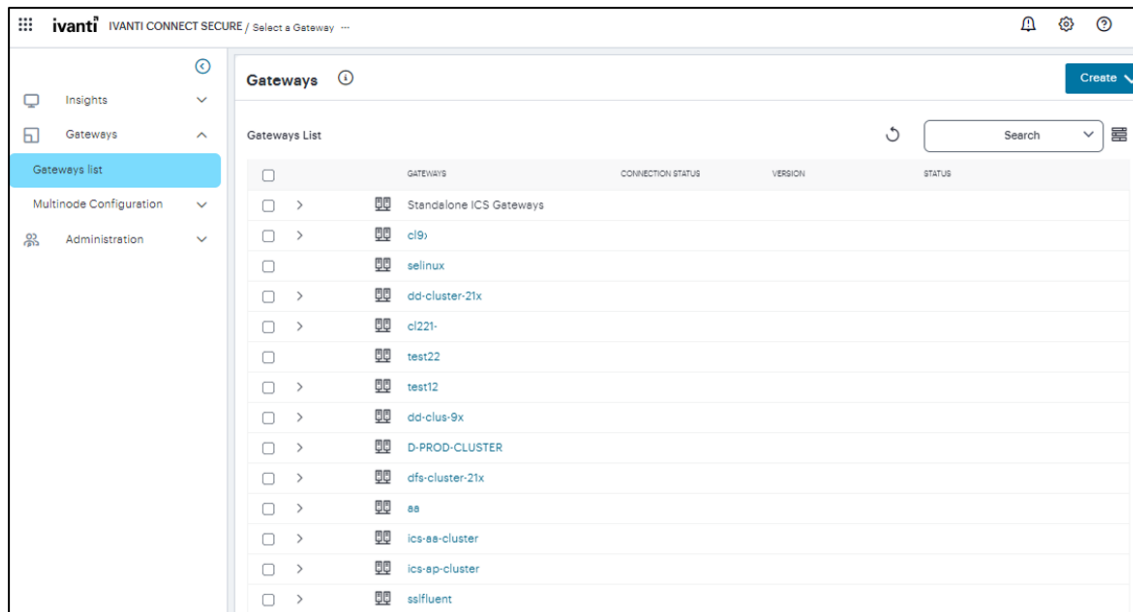 ivanti IVANTI CONNECT SECURE / Select a Gateway ...
Insights
Gateways
Gateways list
Multinode Configuration
Administration
Gateways
Create
Gateways List
Search
GATEWAYS CONNECTION STATUS VERSION STATUS
Standalone ICS Gateways
cl9›
selinux
dd-cluster-21x
cl221-
test22
test12
dd-clus-9x
D-PROD-CLUSTER
dfs-cluster-21x
aa
ics-aa-cluster
ics-ap-cluster
sslfluent